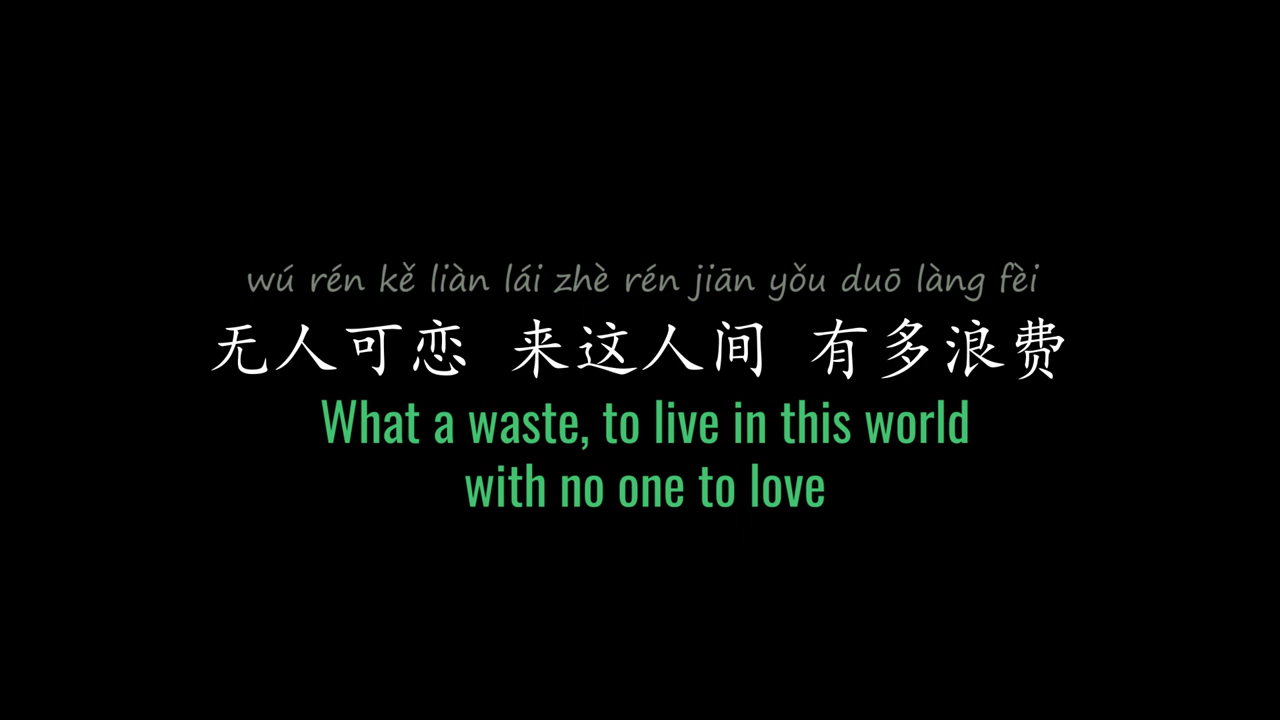 wú rén kě liàn lái zhè rén jiān yǒu duō làng fèi
无人可恋 来这人间 有多浪费
What a waste, to live in this world
with no one to love